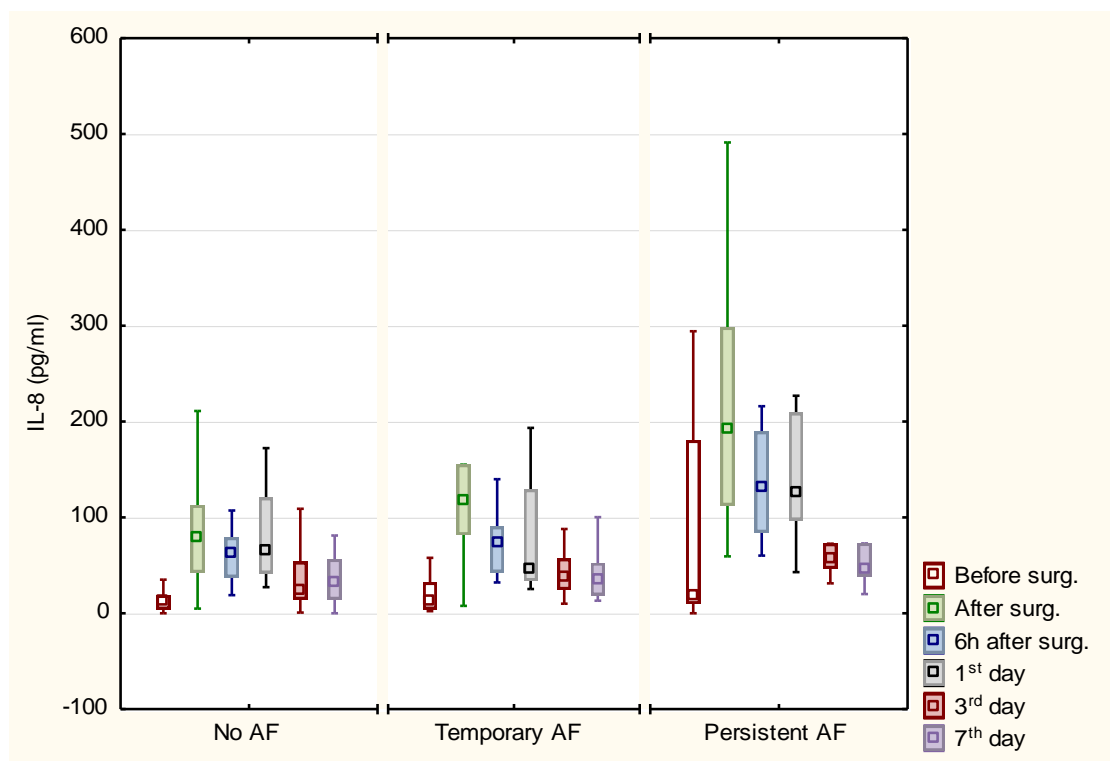 600
500
400
300
200
100
0
-100
IL-8 (pg/ml)
No AF
Temporary AF
Persistent AF
Before surg.
After surg.
6h after surg.
1st day
3rd day
7th day